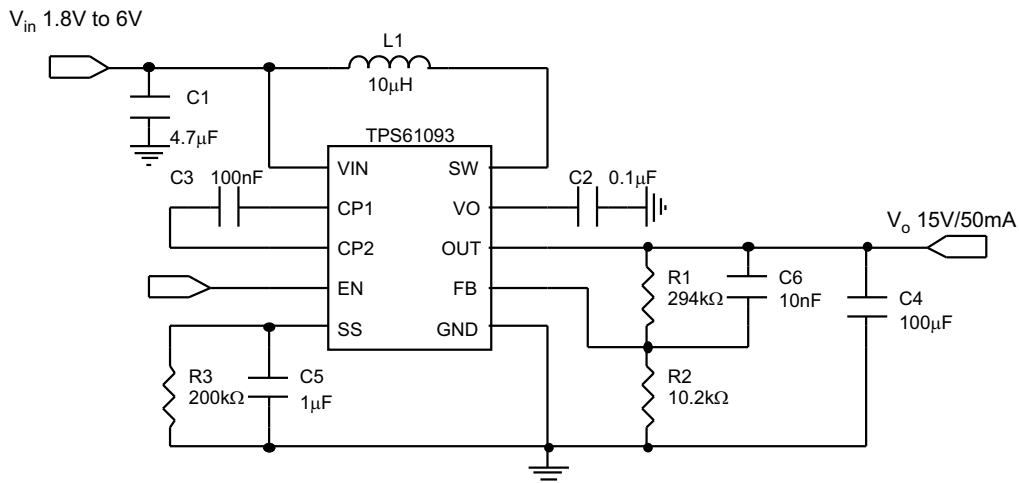 Vin 1.8V to 6V
L1
10µH
C1
4.7µF
TPS61093
C3 100nF
VIN
SW
C2 0.1µF
CP1
VO
Vo 15V/50mA
CP2
OUT
EN
FB
R1
294kΩ
C6
10nF
C4
100µF
SS
GND
R3
200kΩ
C5
1µF
R2
10.2kΩ